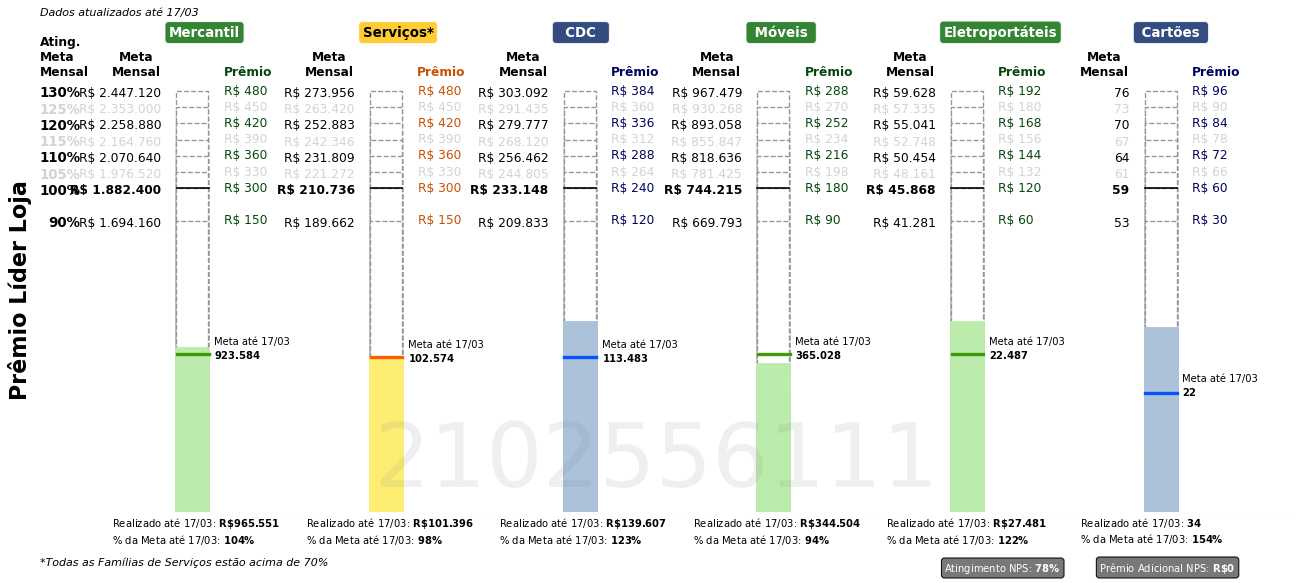 Dados atualizados até 17/03
Mercantil Serviços* CDC Móveis Eletroportáteis Cartões
Ating. Meta Mensal Meta Mensal Prêmio Meta Mensal Prêmio Meta Mensal Prêmio Meta Mensal Prêmio Meta Mensal Prêmio Meta Mensal Prêmio
130% R$ 2.447.120 R$ 480 R$ 273.956 R$ 480 R$ 303.092 R$ 384 R$ 967.479 R$ 288 R$ 59.628 R$ 192 76 R$ 96
125% R$ 2.353.000 R$ 450 R$ 263.420 R$ 450 R$ 291.435 R$ 360 R$ 930.268 R$ 270 R$ 57.335 R$ 180 73 R$ 90
120% R$ 2.258.880 R$ 420 R$ 252.883 R$ 420 R$ 279.777 R$ 336 R$ 893.058 R$ 252 R$ 55.041 R$ 168 70 R$ 84
115% R$ 2.164.760 R$ 390 R$ 242.346 R$ 390 R$ 268.120 R$ 312 R$ 855.847 R$ 234 R$ 52.748 R$ 156 67 R$ 78
110% R$ 2.070.640 R$ 360 R$ 231.809 R$ 360 R$ 256.462 R$ 288 R$ 818.636 R$ 216 R$ 50.454 R$ 144 64 R$ 72
105% R$ 1.976.520 R$ 330 R$ 221.272 R$ 330 R$ 244.805 R$ 264 R$ 781.425 R$ 198 R$ 48.161 R$ 132 61 R$ 66
100% R$ 1.882.400 R$ 300 R$ 210.736 R$ 300 R$ 233.148 R$ 240 R$ 744.215 R$ 180 R$ 45.868 R$ 120 59 R$ 60
90% R$ 1.694.160 R$ 150 R$ 189.662 R$ 150 R$ 209.833 R$ 120 R$ 669.793 R$ 90 R$ 41.281 R$ 60 53 R$ 30
Prêmio Líder Loja
Meta até 17/03 Meta até 17/03 Meta até 17/03 Meta até 17/03 Meta até 17/03
923.584 102.574 113.483 365.028 22.487
Meta até 17/03
22
2102556111
Realizado até 17/03: R$965.551 Realizado até 17/03: R$101.396 Realizado até 17/03: R$139.607 Realizado até 17/03: R$344.504 Realizado até 17/03: R$27.481 Realizado até 17/03: 34
% da Meta até 17/03: 104% % da Meta até 17/03: 98% % da Meta até 17/03: 123% % da Meta até 17/03: 94% % da Meta até 17/03: 122% % da Meta até 17/03: 154%
*Todas as Famílias de Serviços estão acima de 70%
Atingimento NPS: 78% Prêmio Adicional NPS: R$0